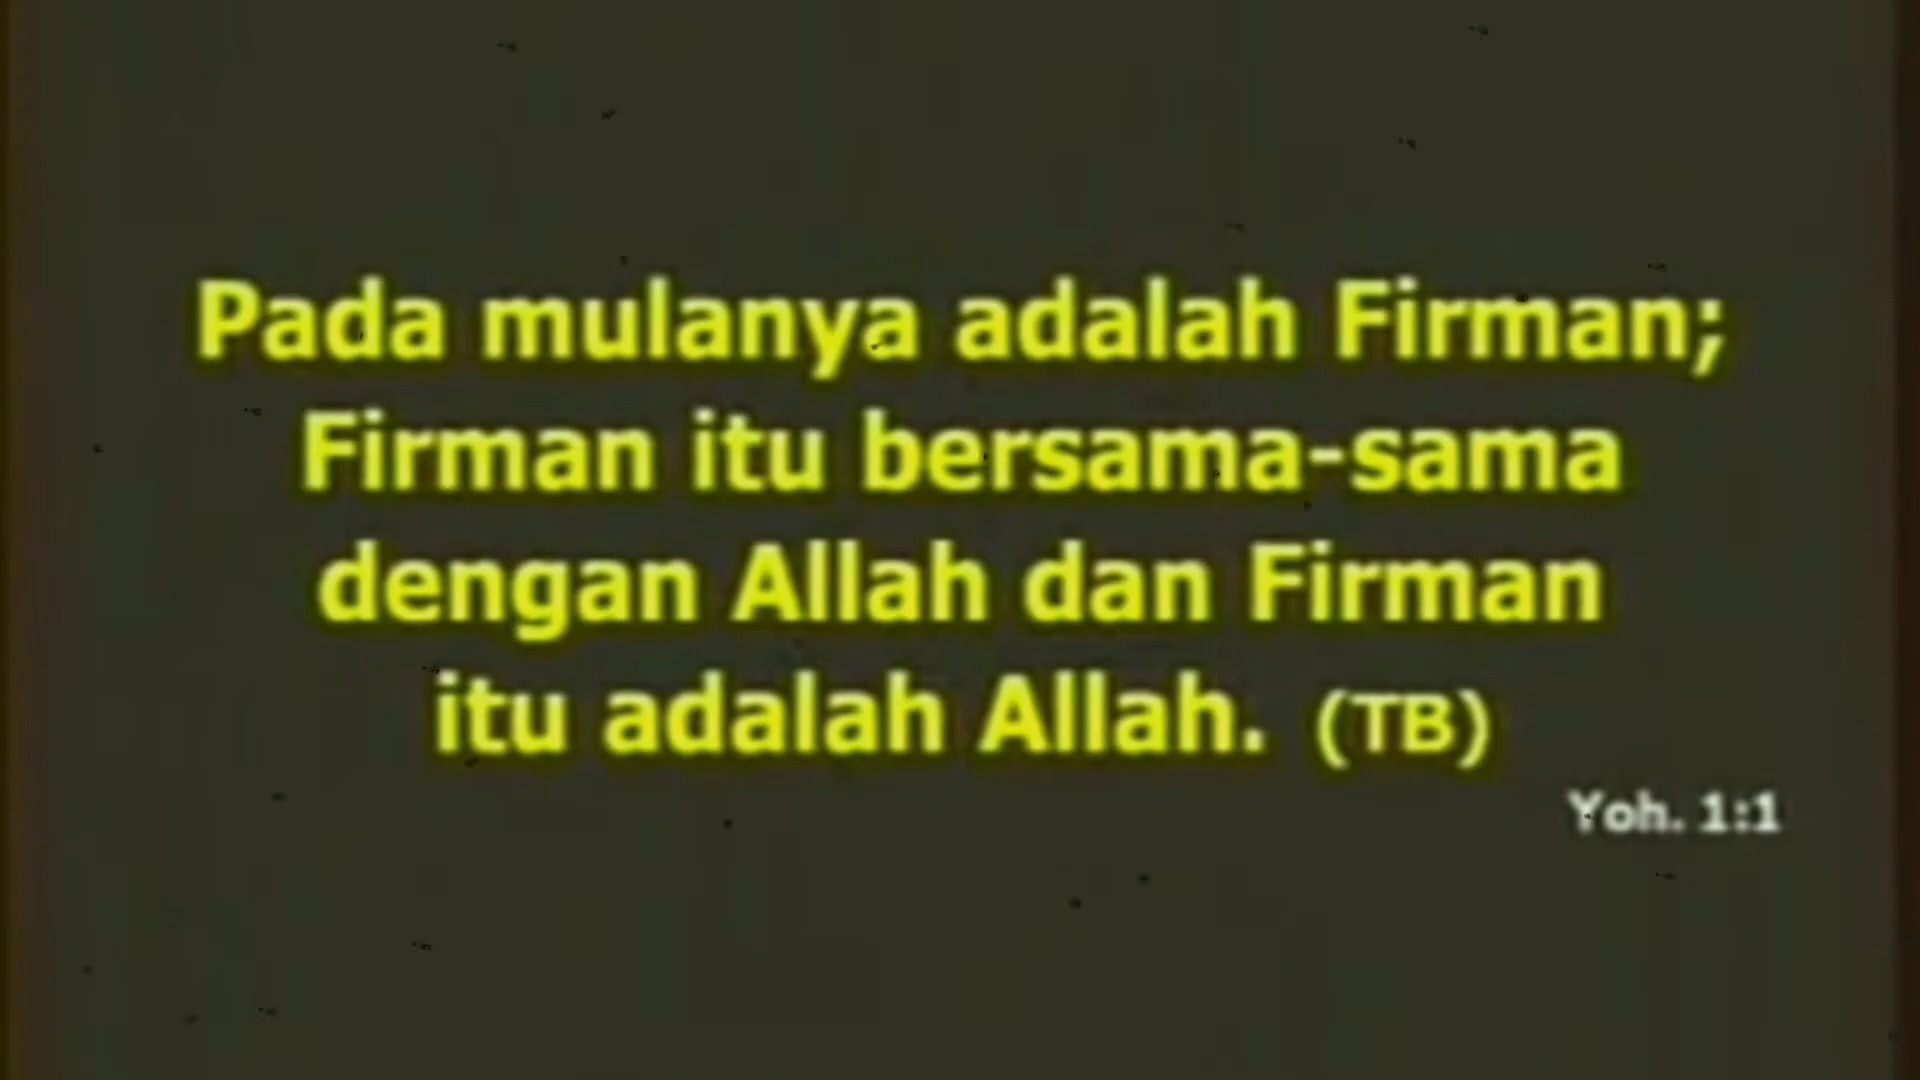 Pada mulanya adalah Firman;
Firman itu bersama-sama
dengan Allah dan Firman
itu adalah Allah. (TB)
Yoh. 1:1